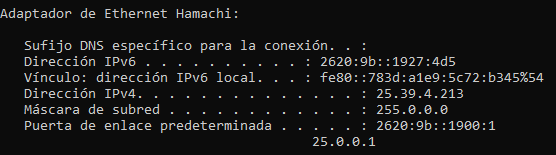 Adaptador de Ethernet Hamachi:
Sufijo DNS específico para la conexión. . :
Dirección IPv6 . . . . . . . . . . : 2620:9b::1927:4d5
Vínculo: dirección IPv6 local. . . : fe80::783d:a1e9:5c72:b345%54
Dirección IPv4. . . . . . . . . . . . . . : 25.39.4.213
Máscara de subred . . . . . . . . . . . . : 255.0.0.0
Puerta de enlace predeterminada . . . . . : 2620:9b::1900:1
25.0.0.1